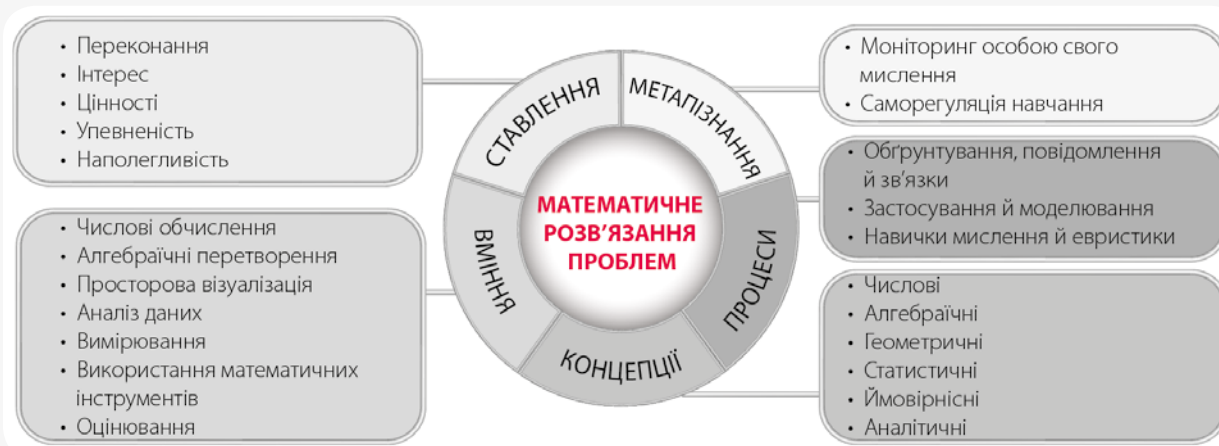 • Переконання
• Інтерес
• Цінності
• Упевненість
• Наполегливість
• Числові обчислення
• Алгебраїчні перетворення
• Просторова візуалізація
• Аналіз даних
• Вимірювання
• Використання математичних
інструментів
• Оцінювання
СТАВЛЕННЯ
МЕТАПІЗНАННЯ
ВМІННЯ
МАТЕМАТИЧНЕ
РОЗВ'ЯЗАННЯ
ПРОБЛЕМ
ПРОЦЕСИ
КОНЦЕПЦІЇ
• Моніторинг особою свого
мислення
• Саморегуляція навчання
• Обґрунтування, повідомлення
й зв'язки
• Застосування й моделювання
• Навички мислення й евристики
• Числові
• Алгебраїчні
• Геометричні
• Статистичні
• Ймовірнісні
• Аналітичні